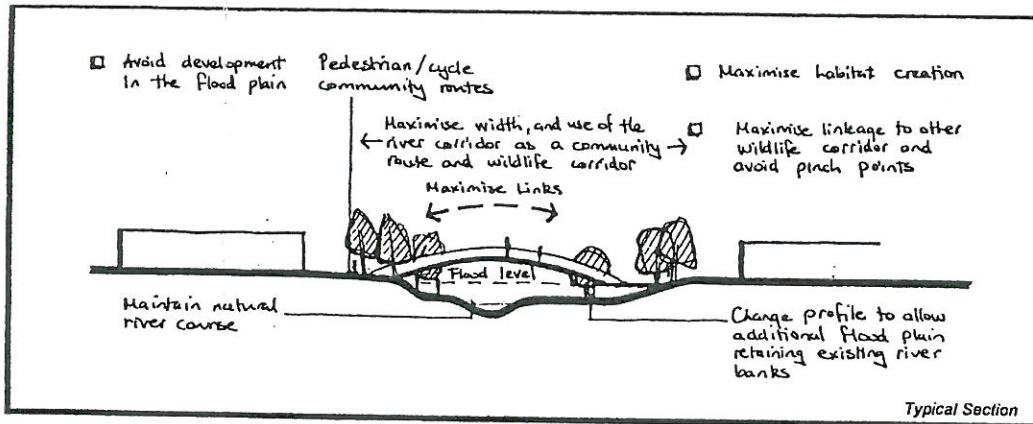 Avoid development
in the flood plain
Pedestrian/cycle
community routes
Maximise width, and use of the
river corridor as a community
route and wildlife corridor
Maximise Links
Maximise habitat creation
Maximise linkage to other
wildlife corridor and
avoid pinch points
Flood level
Maintain natural
river course
Change profile to allow
additional flood plain
retaining existing river
banks
Typical Section